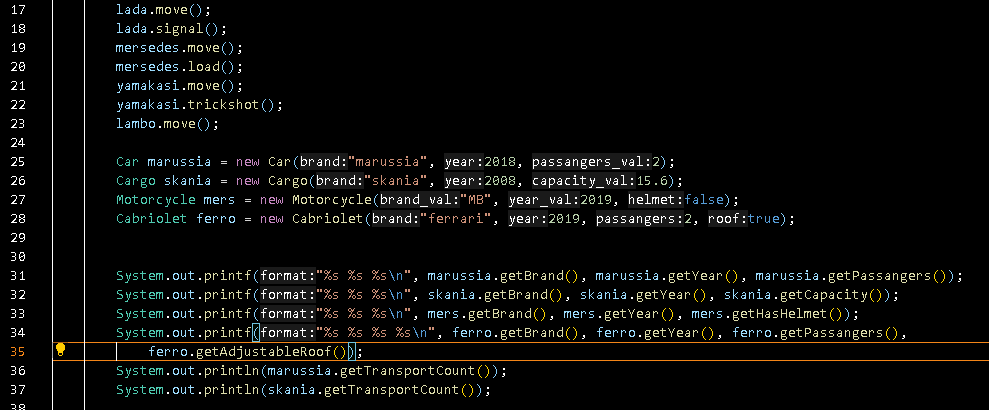 17 lada.move();
18 lada.signal();
19 mersedes.move();
20 mersedes.load();
21 yamakasi.move();
22 yamakasi.trickshot();
23 lambo.move();
24
25 Car marussia = new Car(brand:"marussia", year:2018, passangers_val:2);
26 Cargo skania = new Cargo(brand:"skania", year:2008, capacity_val:15.6);
27 Motorcycle mers = new Motorcycle(brand_val:"MB", year_val:2019, helmet:false);
28 Cabriolet ferro = new Cabriolet(brand:"ferrari", year:2019, passangers:2, roof:true);
29
30
31 System.out.printf(format:"%s %s %s\n", marussia.getBrand(), marussia.getYear(), marussia.getPassangers());
32 System.out.printf(format:"%s %s %s\n", skania.getBrand(), skania.getYear(), skania.getCapacity());
33 System.out.printf(format:"%s %s %s\n", mers.getBrand(), mers.getYear(), mers.getHasHelmet());
34 System.out.printf(format:"%s %s %s %s\n", ferro.getBrand(), ferro.getYear(), ferro.getPassangers(),
35 ferro.getAdjustableRoof());
36 System.out.println(marussia.getTransportCount());
37 System.out.println(skania.getTransportCount());
38